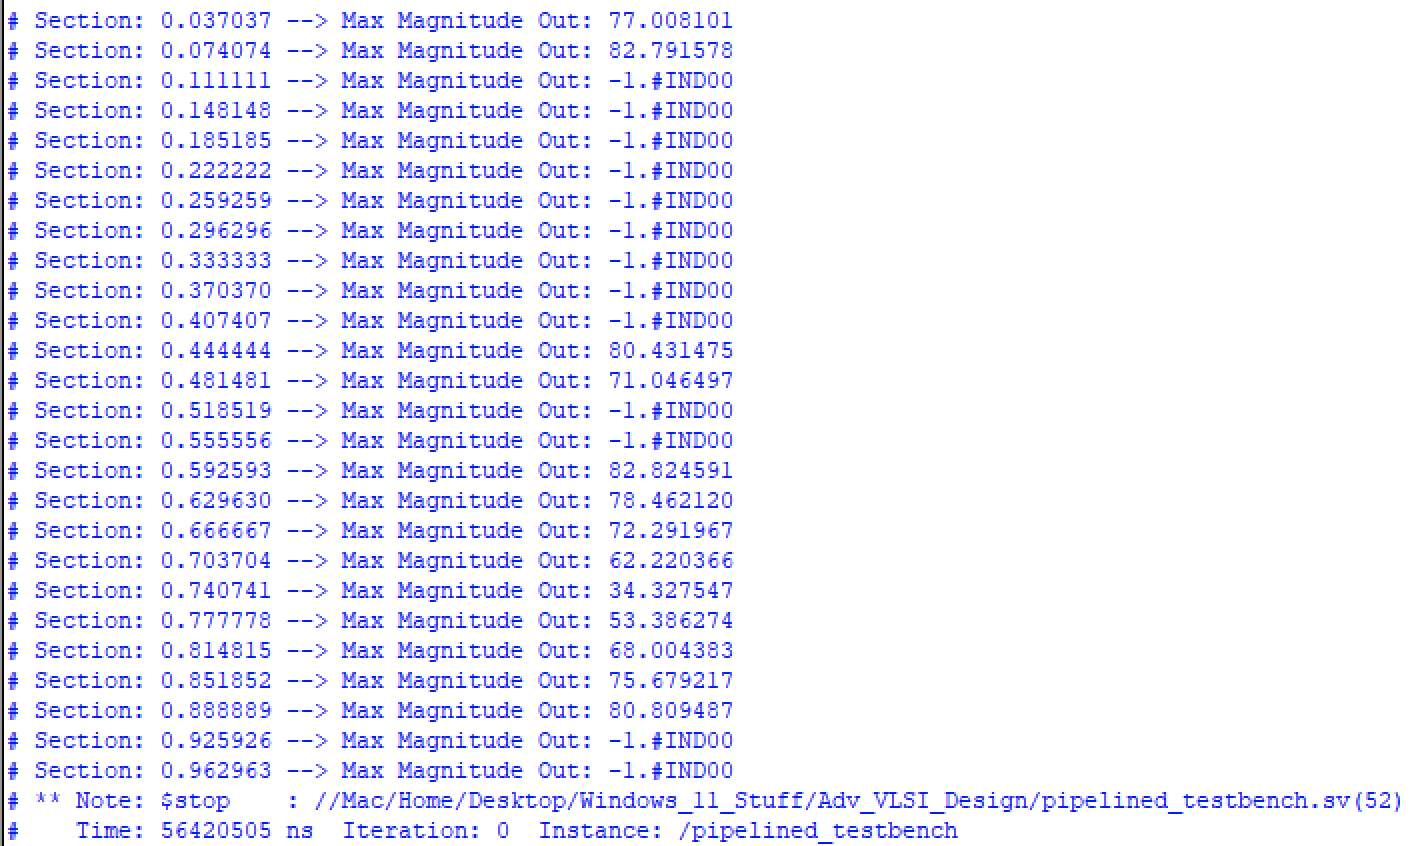 # Section: 0.037037 --> Max Magnitude Out: 77.008101
# Section: 0.074074 --> Max Magnitude Out: 82.791578
# Section: 0.111111 --> Max Magnitude Out: -1.#IND00
# Section: 0.148148 --> Max Magnitude Out: -1.#IND00
# Section: 0.185185 --> Max Magnitude Out: -1.#IND00
# Section: 0.222222 --> Max Magnitude Out: -1.#IND00
# Section: 0.259259 --> Max Magnitude Out: -1.#IND00
# Section: 0.296296 --> Max Magnitude Out: -1.#IND00
# Section: 0.333333 --> Max Magnitude Out: -1.#IND00
# Section: 0.370370 --> Max Magnitude Out: -1.#IND00
# Section: 0.407407 --> Max Magnitude Out: -1.#IND00
# Section: 0.444444 --> Max Magnitude Out: 80.431475
# Section: 0.481481 --> Max Magnitude Out: 71.046497
# Section: 0.518519 --> Max Magnitude Out: -1.#IND00
# Section: 0.555556 --> Max Magnitude Out: -1.#IND00
# Section: 0.592593 --> Max Magnitude Out: 82.824591
# Section: 0.629630 --> Max Magnitude Out: 78.462120
# Section: 0.666667 --> Max Magnitude Out: 72.291967
# Section: 0.703704 --> Max Magnitude Out: 62.220366
# Section: 0.740741 --> Max Magnitude Out: 34.327547
# Section: 0.777778 --> Max Magnitude Out: 53.386274
# Section: 0.814815 --> Max Magnitude Out: 68.004383
# Section: 0.851852 --> Max Magnitude Out: 75.679217
# Section: 0.888889 --> Max Magnitude Out: 80.809487
# Section: 0.925926 --> Max Magnitude Out: -1.#IND00
# Section: 0.962963 --> Max Magnitude Out: -1.#IND00
# ** Note: $stop    : //Mac/Home/Desktop/Windows_11_Stuff/Adv_VLSI_Design/pipelined_testbench.sv(52)
#    Time: 56420505 ns  Iteration: 0  Instance: /pipelined_testbench